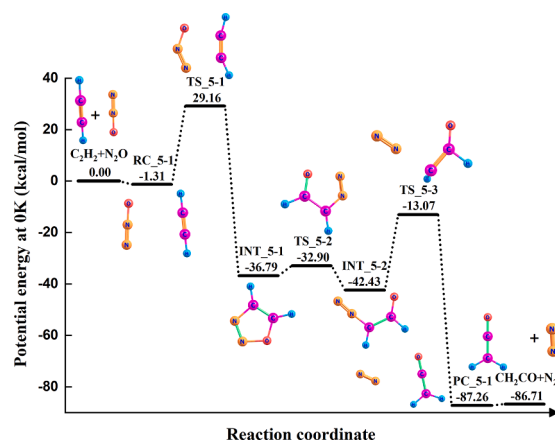 Potential energy at 0K (kcal/mol)
40
20
0
-20
-40
-60
-80
C₂H₂+N₂O
0.00
RC_5-1
-1.31
TS_5-1
29.16
INT_5-1
-36.79
TS_5-2
-32.90
INT_5-2
-42.43
TS_5-3
-13.07
PC_5-1
-87.26
CH₂CO+N₂
-86.71
+
+
Reaction coordinate